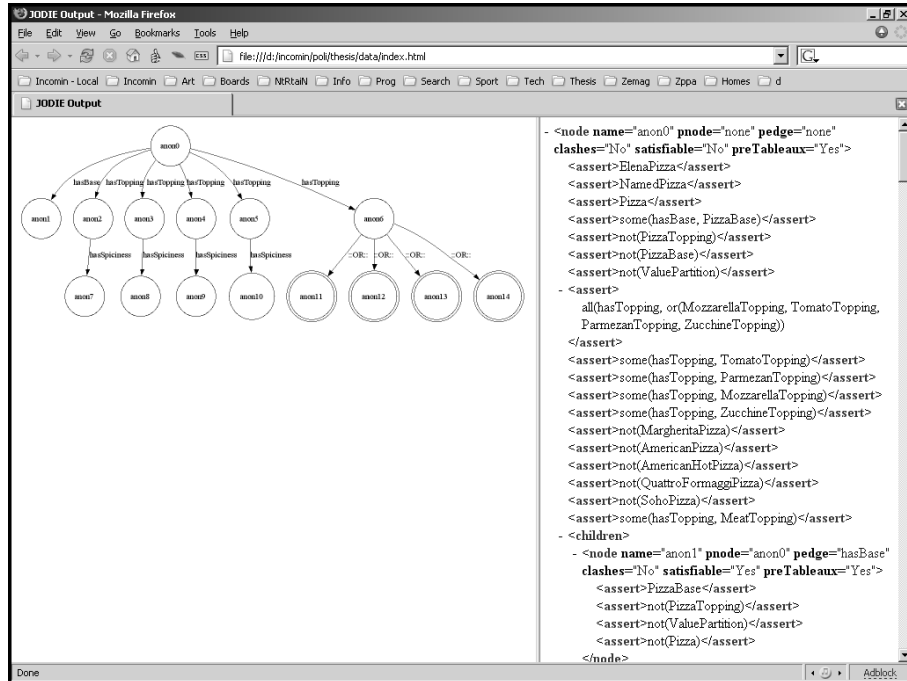 JODIE Output - Mozilla Firefox
File Edit View Go Bookmarks Tools Help
CSS file:///d:/incomin/poli/thesis/data/index.html G.
Incomin - Local Incomin Art Boards NtRtaiN Info Prog Search Sport Tech Thesis Zemag Zppa Homes d
JODIE Output
anon0
hasBase hasTopping hasTopping hasTopping hasTopping hasTopping
anon1 anon2 anon3 anon4 anon5 anon6
hasSpiciness hasSpiciness hasSpiciness hasSpiciness ::OR:: ::OR:: ::OR:: ::OR::
anon7 anon8 anon9 anon10 anon11 anon12 anon13 anon14
- <node name="anon0" pnode="none" pedge="none"
clashes="No" satisfiable="No" preTableaux="Yes">
<assert>ElenaPizza</assert>
<assert>NamedPizza</assert>
<assert>Pizza</assert>
<assert>some(hasBase, PizzaBase)</assert>
<assert>not(PizzaTopping)</assert>
<assert>not(PizzaBase)</assert>
<assert>not(ValuePartition)</assert>
- <assert>
all(hasTopping, or(MozzarellaTopping, TomatoTopping,
ParmezanTopping, ZucchineTopping))
</assert>
<assert>some(hasTopping, TomatoTopping)</assert>
<assert>some(hasTopping, ParmezanTopping)</assert>
<assert>some(hasTopping, MozzarellaTopping)</assert>
<assert>some(hasTopping, ZucchineTopping)</assert>
<assert>not(MargheritaPizza)</assert>
<assert>not(AmericanPizza)</assert>
<assert>not(AmericanHotPizza)</assert>
<assert>not(QuattroFormaggiPizza)</assert>
<assert>not(SohoPizza)</assert>
<assert>some(hasTopping, MeatTopping)</assert>
- <children>
- <node name="anon1" pnode="anon0" pedge="hasBase"
clashes="No" satisfiable="Yes" preTableaux="Yes">
<assert>PizzaBase</assert>
<assert>not(PizzaTopping)</assert>
<assert>not(ValuePartition)</assert>
<assert>not(Pizza)</assert>
</node>
Done Adblock